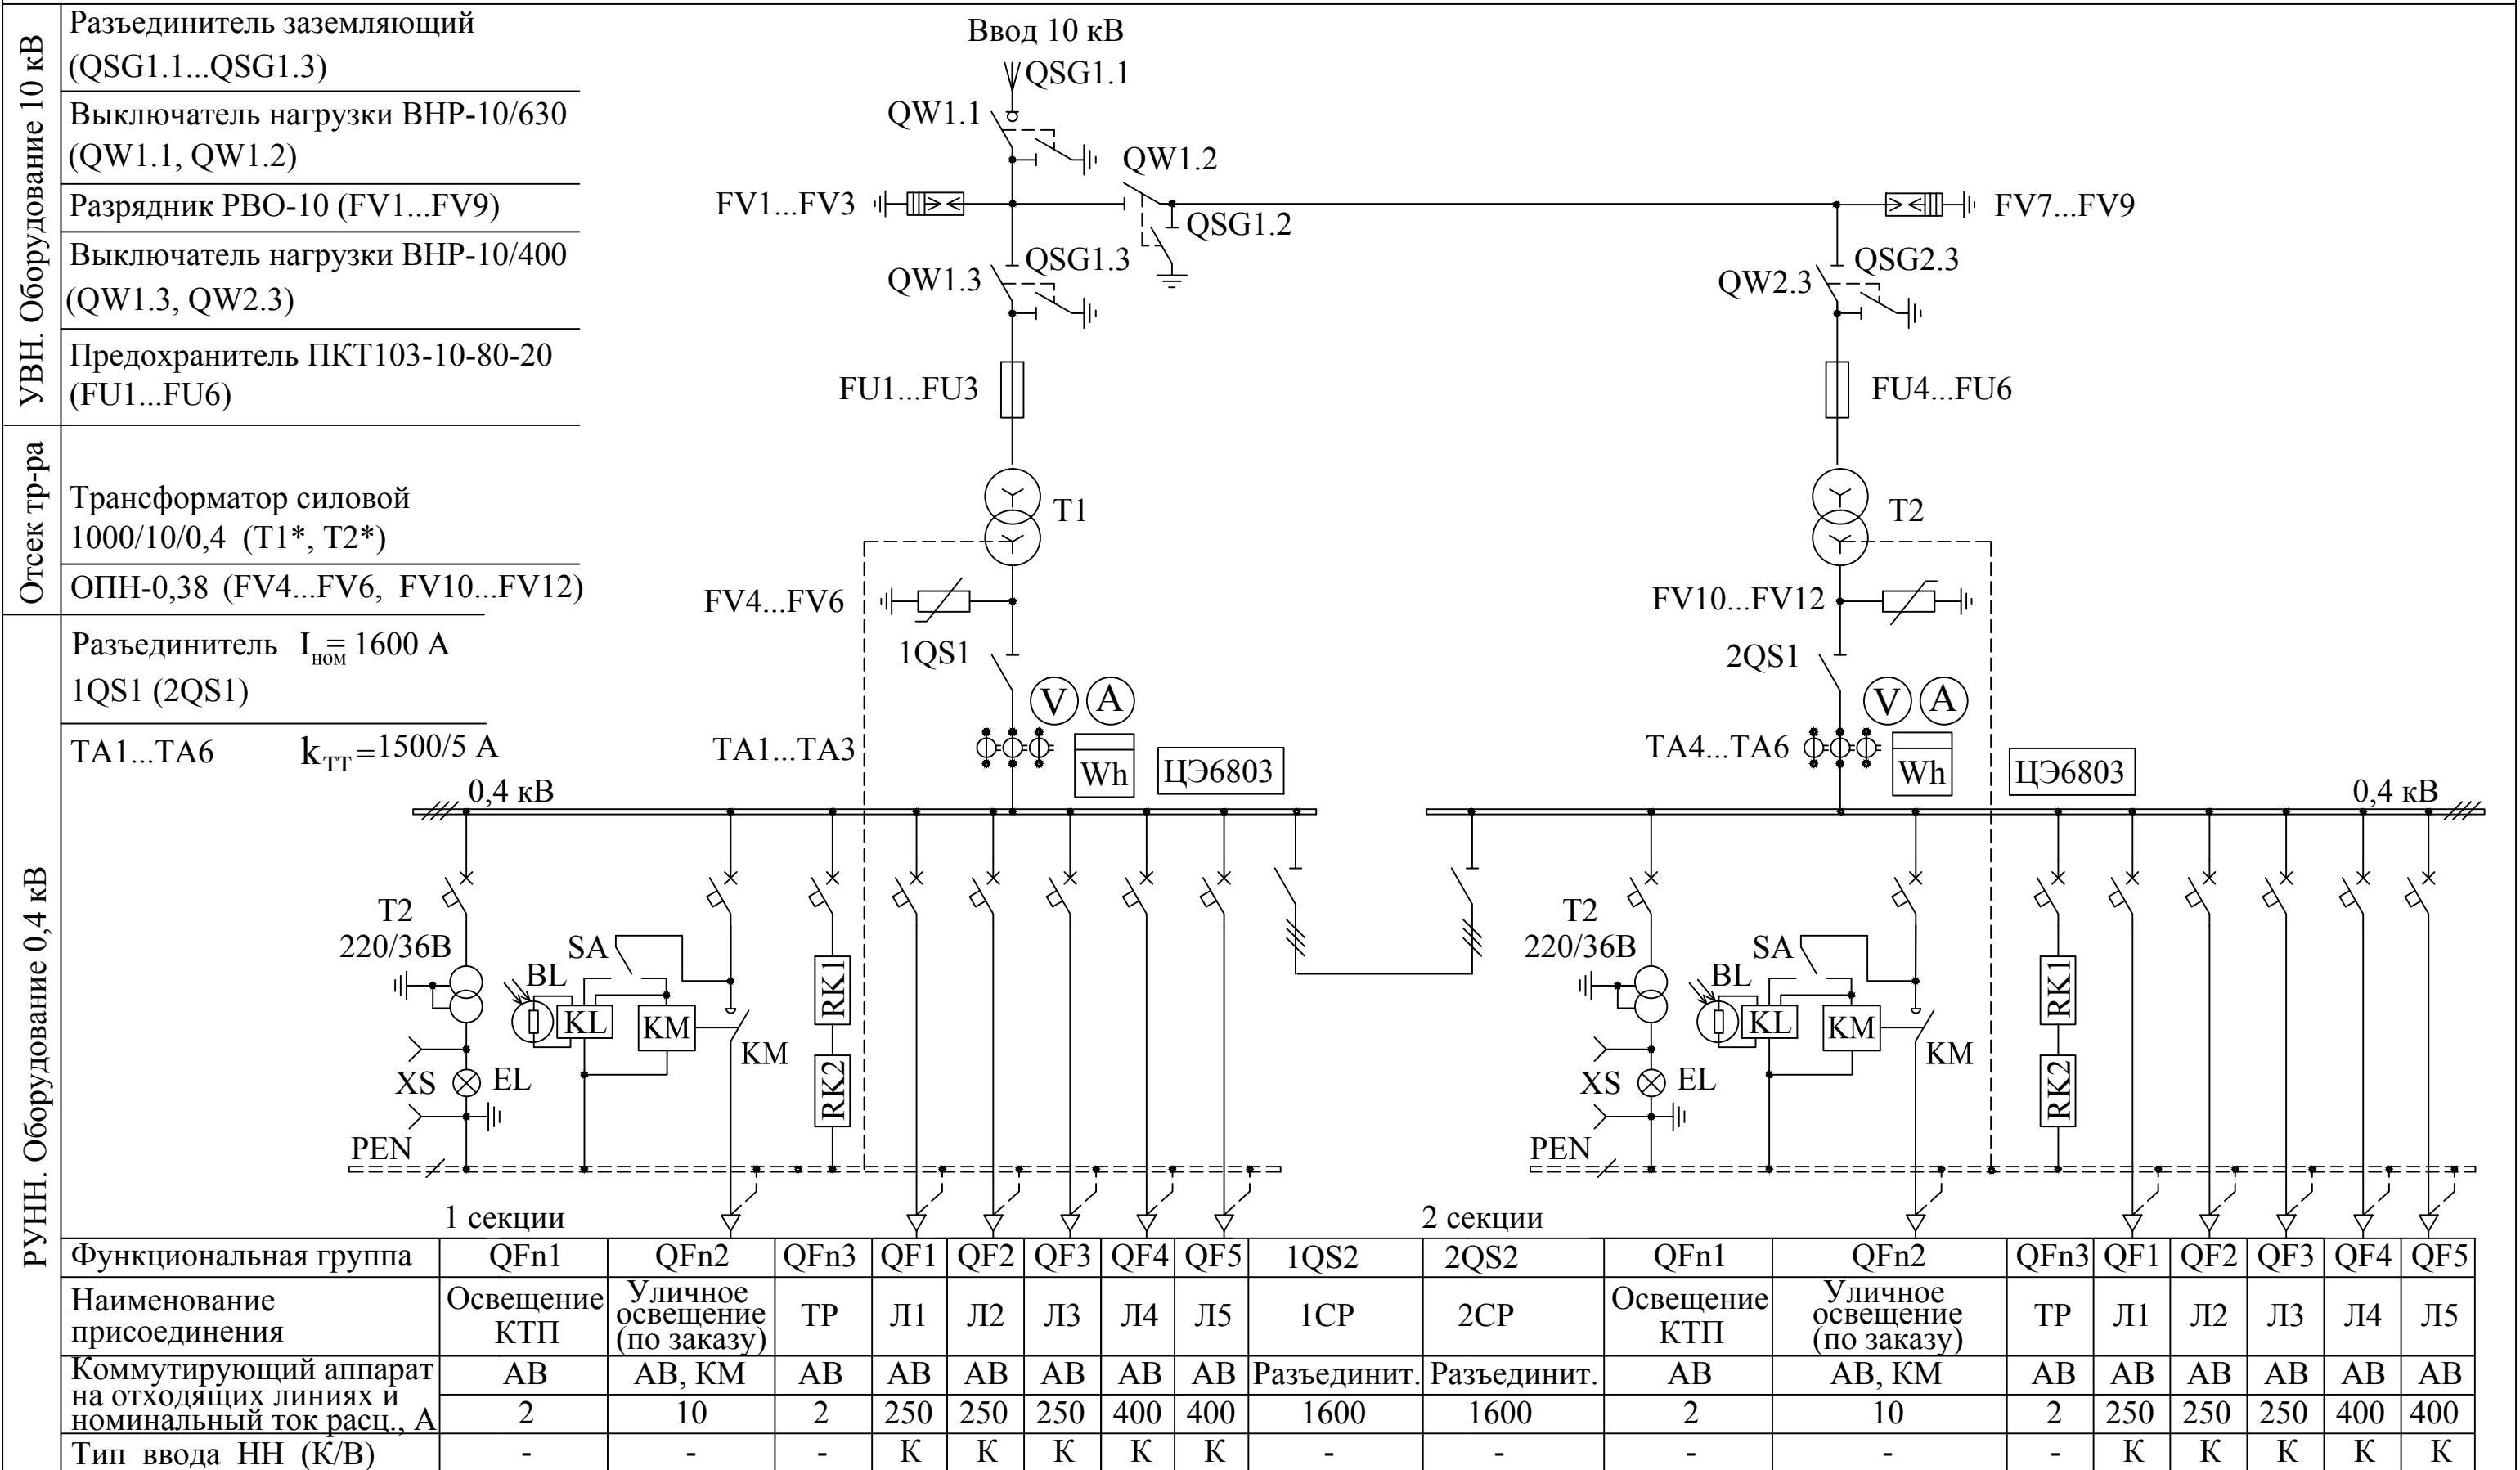 УВН. Оборудование 10 кВ
Разъединитель заземляющий
(QSG1.1...QSG1.3)
Выключатель нагрузки ВНР-10/630
(QW1.1, QW1.2)
Разрядник РВО-10 (FV1...FV9)
Выключатель нагрузки ВНР-10/400
(QW1.3, QW2.3)
Предохранитель ПКТ103-10-80-20
(FU1...FU6)
Отсек тр-ра
Трансформатор силовой
1000/10/0,4 (Т1*, Т2*)
ОПН-0,38 (FV4...FV6, FV10...FV12)
РУНН. Оборудование 0,4 кВ
Разъединитель Iном = 1600 А
1QS1 (2QS1)
ТА1...ТА6 kтт = 1500/5 А
Ввод 10 кВ
QSG1.1
QW1.1
QW1.2
FV1...FV3
QSG1.2
FV7...FV9
QW1.3
QSG1.3
QW2.3
QSG2.3
FU1...FU3
FU4...FU6
Т1
Т2
FV4...FV6
FV10...FV12
1QS1
2QS1
V A
V A
ТА1...ТА3
Wh
ЦЭ6803
ТА4...ТА6
Wh
ЦЭ6803
0,4 кВ
0,4 кВ
Т2
220/36В
SA
BL
KL
KM
KM
RK1
RK2
XS
EL
PEN
Т2
220/36В
SA
BL
KL
KM
KM
RK1
RK2
XS
EL
PEN
1 секции
2 секции
Функциональная группа QFn1 QFn2 QFn3 QF1 QF2 QF3 QF4 QF5 1QS2 2QS2 QFn1 QFn2 QFn3 QF1 QF2 QF3 QF4 QF5
Наименование
присоединения
Освещение
КТП
Уличное
освещение
(по заказу)
ТР Л1 Л2 Л3 Л4 Л5 1СР 2СР
Освещение
КТП
Уличное
освещение
(по заказу)
ТР Л1 Л2 Л3 Л4 Л5
Коммутирующий аппарат
на отходящих линиях и
номинальный ток расц., А
АВ АВ, КМ АВ АВ АВ АВ АВ АВ Разъединит. Разъединит. АВ АВ, КМ АВ АВ АВ АВ АВ АВ
2 10 2 250 250 250 400 400 1600 1600 2 10 2 250 250 250 400 400
Тип ввода НН (К/В) - - - К К К К К - - - - - К К К К К